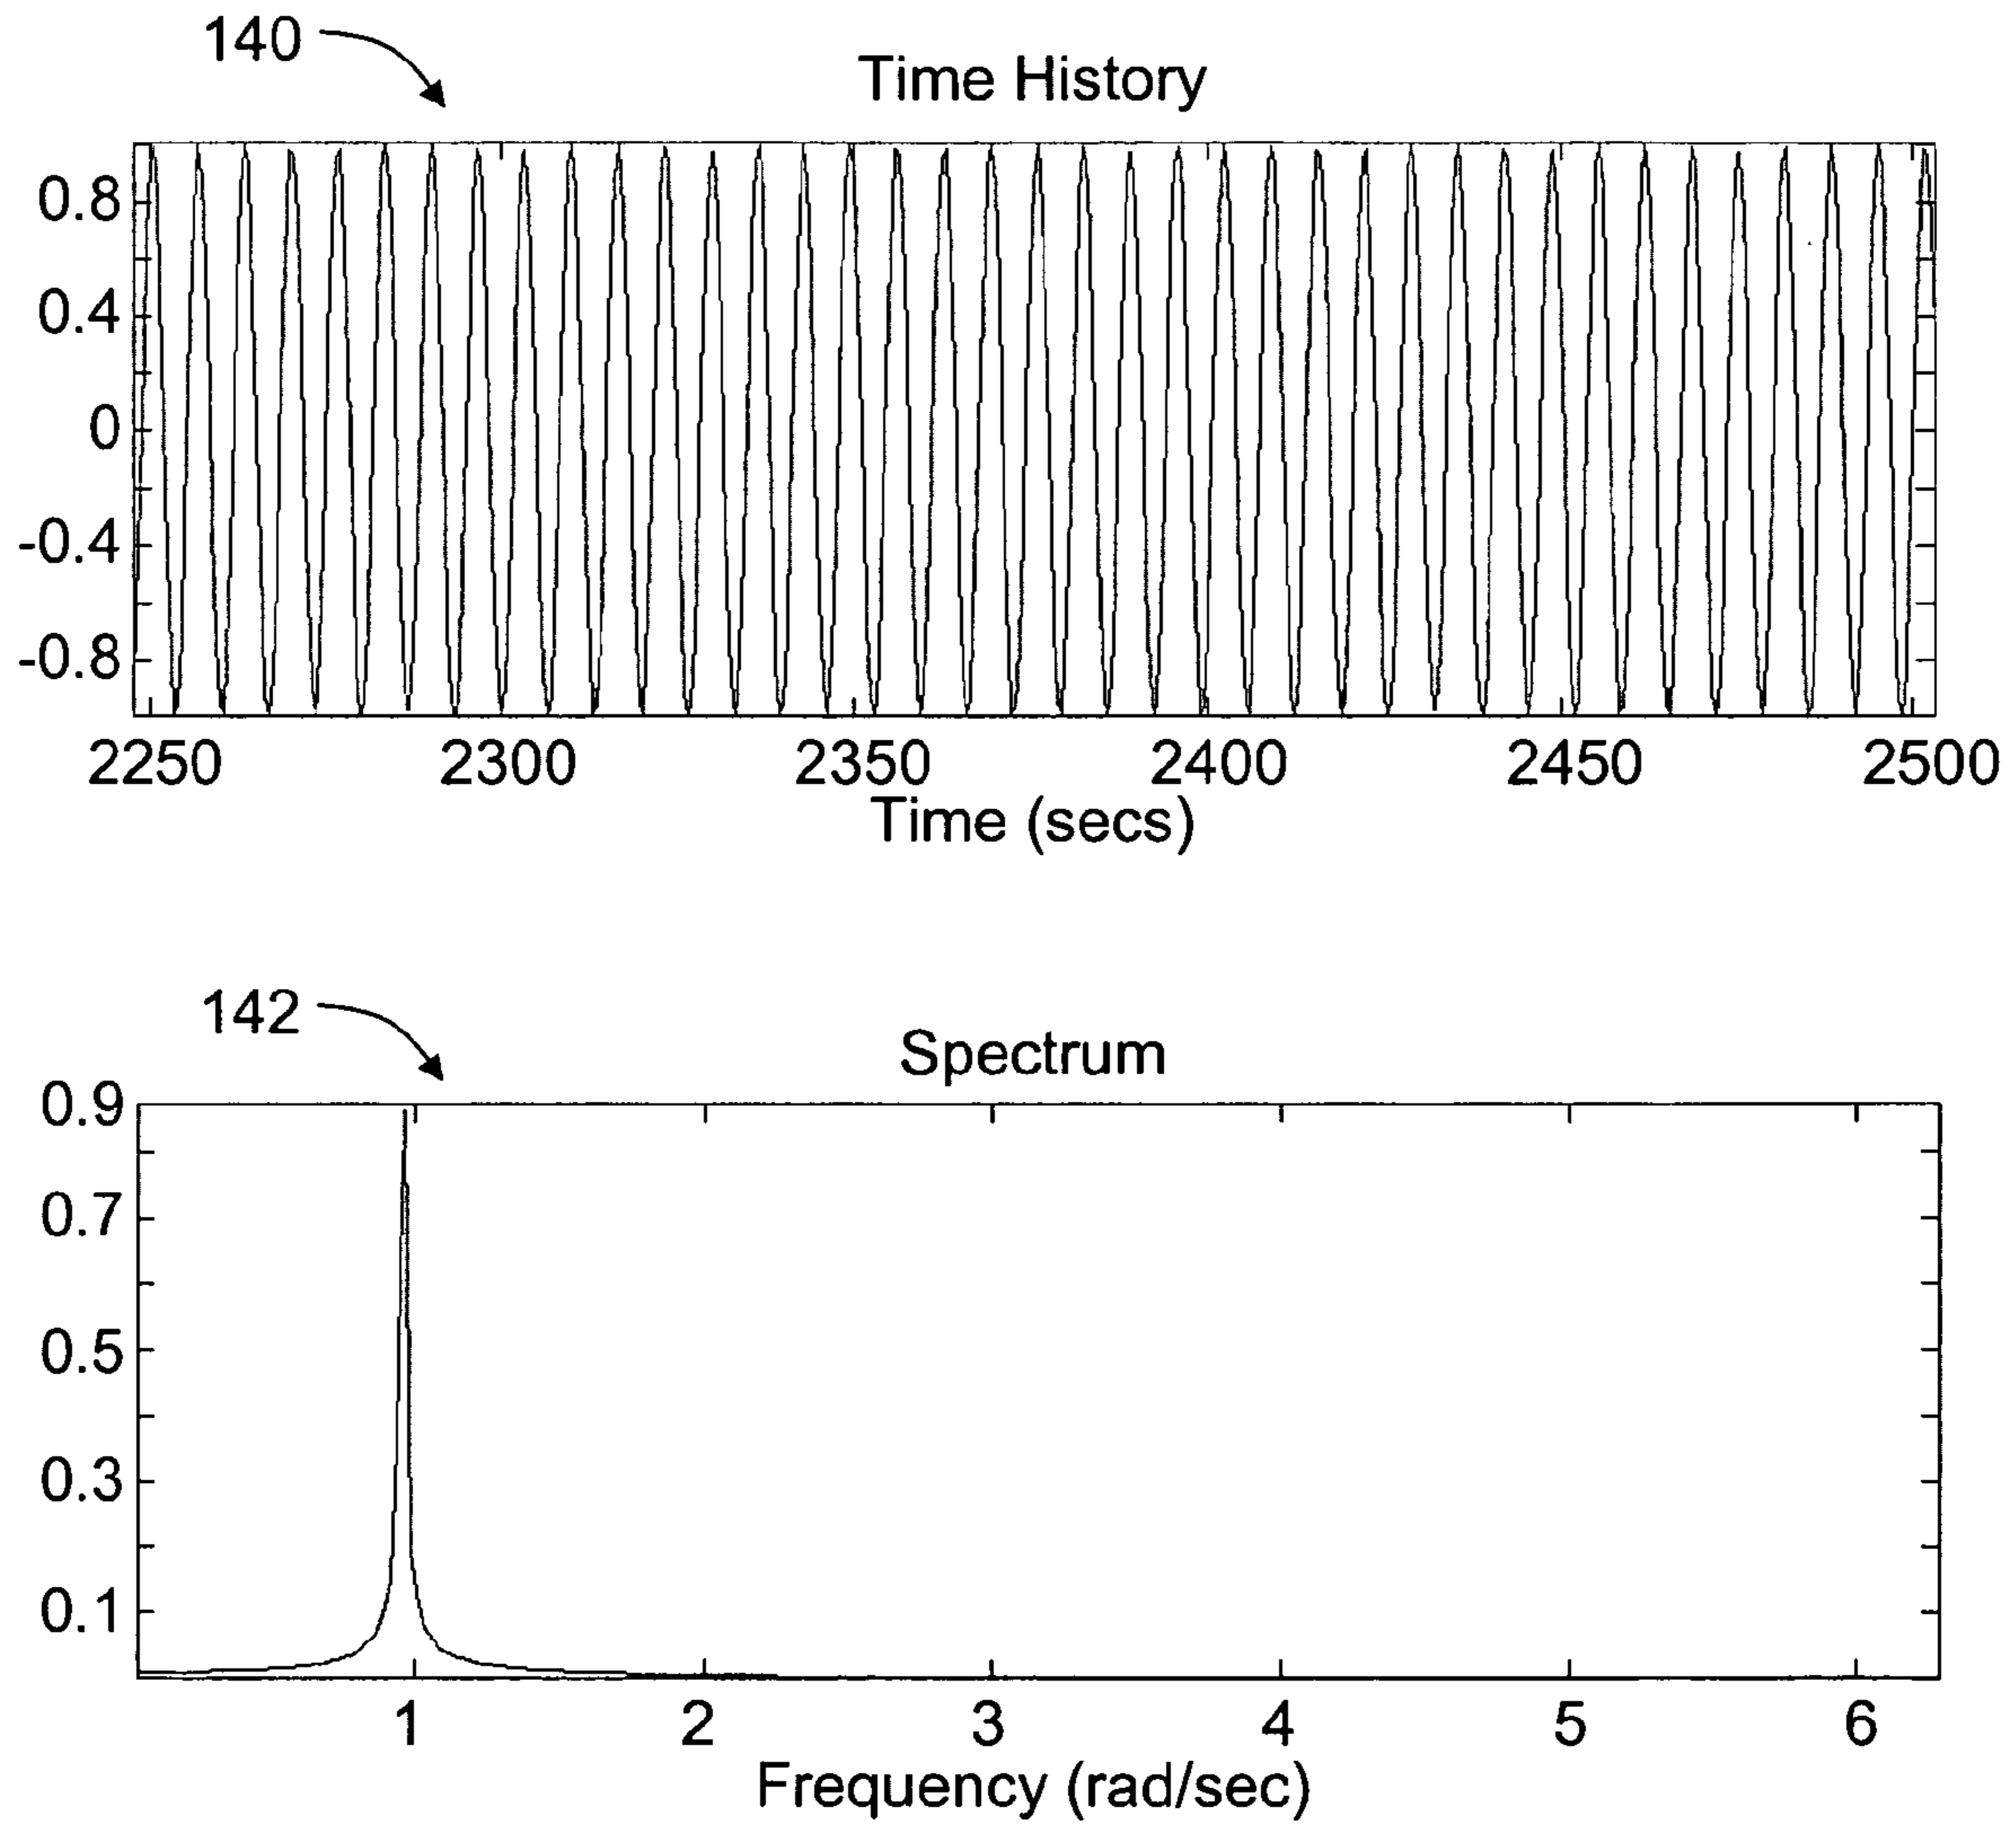 140
Time History
0.8
0.4
0
-0.4
-0.8
2250 2300 2350 2400 2450 2500
Time (secs)
142
Spectrum
0.9
0.7
0.5
0.3
0.1
1 2 3 4 5 6
Frequency (rad/sec)